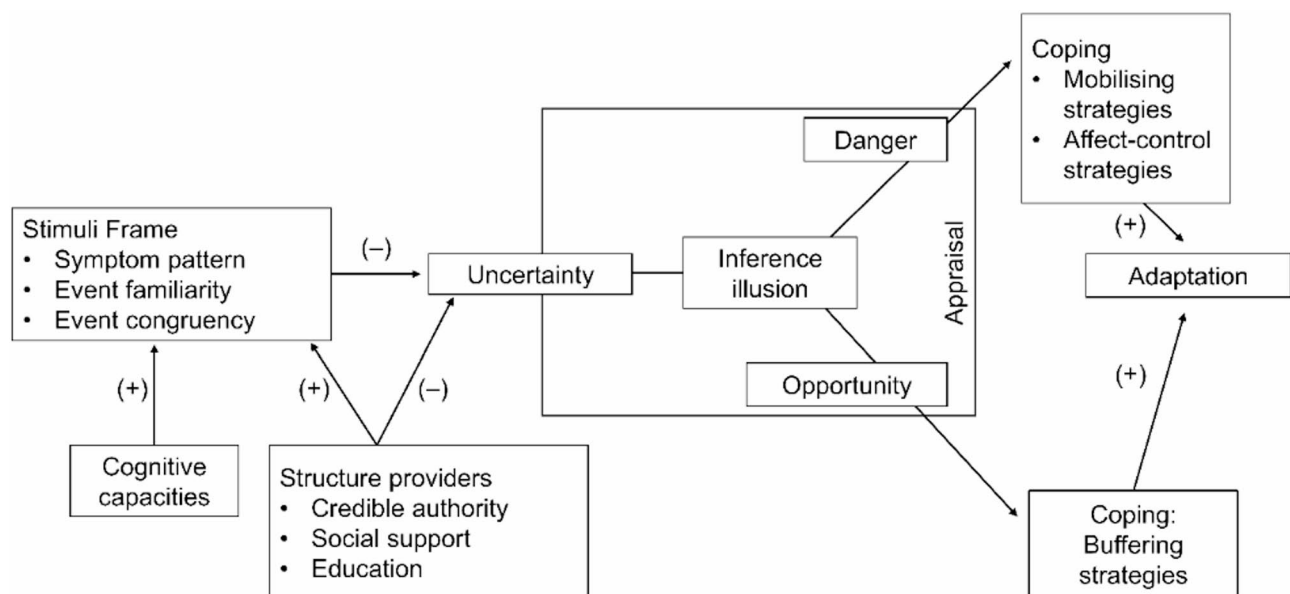 Coping
• Mobilising
strategies
• Affect-control
strategies
Danger
(+)
Stimuli Frame
• Symptom pattern
• Event familiarity
• Event congruency
(–)
Uncertainty
Inference
illusion
Appraisal
Adaptation
Opportunity
(+)
(+)
(–)
(+)
Cognitive
capacities
Structure providers
• Credible authority
• Social support
• Education
Coping:
Buffering
strategies